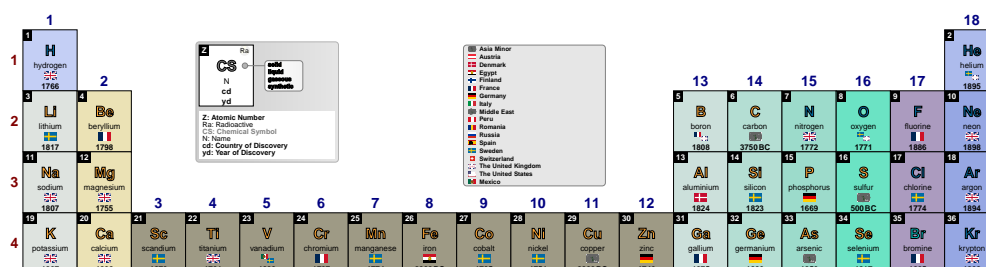 1
18
1
H
hydrogen
1766
Z
Ra
CS
solid
liquid
gaseous
synthetic
N
cd
yd
Z: Atomic Number
Ra: Radioactive
CS: Chemical Symbol
N: Name
cd: Country of Discovery
yd: Year of Discovery
Asia Minor
Austria
Denmark
Egypt
Finland
France
Germany
Italy
Middle East
Peru
Romania
Russia
Spain
Sweden
Switzerland
The United Kingdom
The United States
Mexico
2
He
helium
1895
1
2
13
14
15
16
17
3
Li
lithium
1817
4
Be
beryllium
1798
5
B
boron
1808
6
C
carbon
3750BC
7
N
nitrogen
1772
8
O
oxygen
1771
9
F
fluorine
1886
10
Ne
neon
1898
2
11
Na
sodium
1807
12
Mg
magnesium
1755
13
Al
aluminium
1824
14
Si
silicon
1823
15
P
phosphorus
1669
16
S
sulfur
500BC
17
Cl
chlorine
1774
18
Ar
argon
1894
3
3
4
5
6
7
8
9
10
11
12
19
K
potassium
20
Ca
calcium
21
Sc
scandium
22
Ti
titanium
23
V
vanadium
24
Cr
chromium
25
Mn
manganese
26
Fe
iron
27
Co
cobalt
28
Ni
nickel
29
Cu
copper
30
Zn
zinc
31
Ga
gallium
32
Ge
germanium
33
As
arsenic
34
Se
selenium
35
Br
bromine
36
Kr
krypton
4